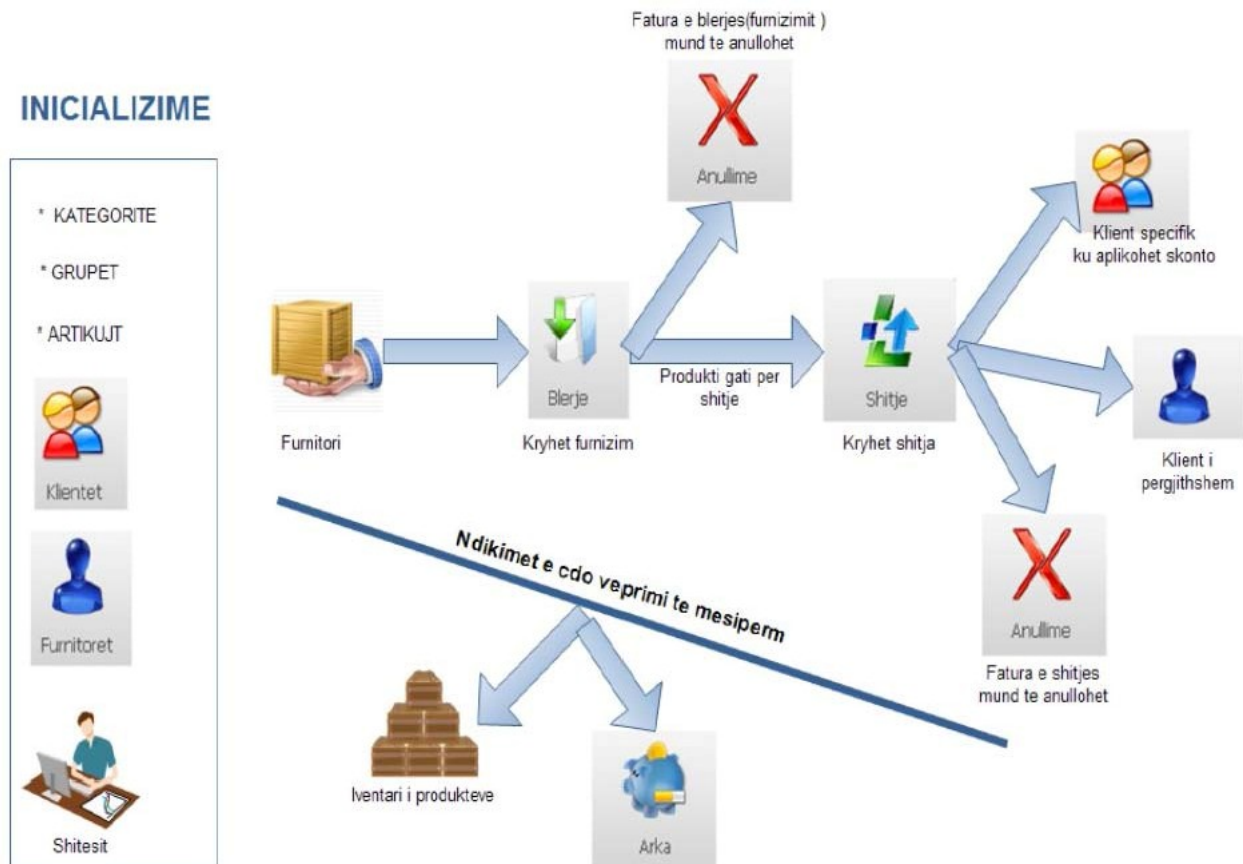 INICIALIZIME
* KATEGORITE
* GRUPET
* ARTIKUJT
Klientet
Furnitoret
Shitesit
Furnitori
Blerje
Kryhet furnizim
Fatura e blerjes(furnizimit )
mund te anullohet
Anullime
Produkti gati per
shitje
Shitje
Kryhet shitja
Klient specifik
ku aplikohet skonto
Klient i
pergjithshem
Anullime
Fatura e shitjes
mund te anullohet
Ndikimet e cdo veprimi te mesiperm
Iventari i produkteve
Arka